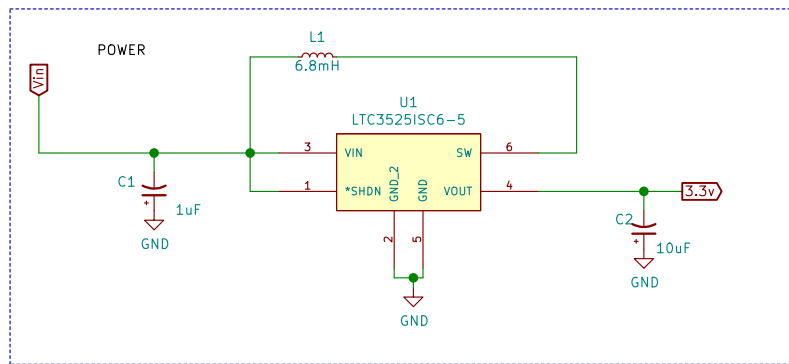 POWER
L1
6.8mH
Vin
U1
LTC3525ISC6-5
3
VIN
SW
6
1
*SHDN
GND_2
GND
VOUT
4
3.3v
C1
+
1uF
GND
2
5
C2
+
10uF
GND
GND